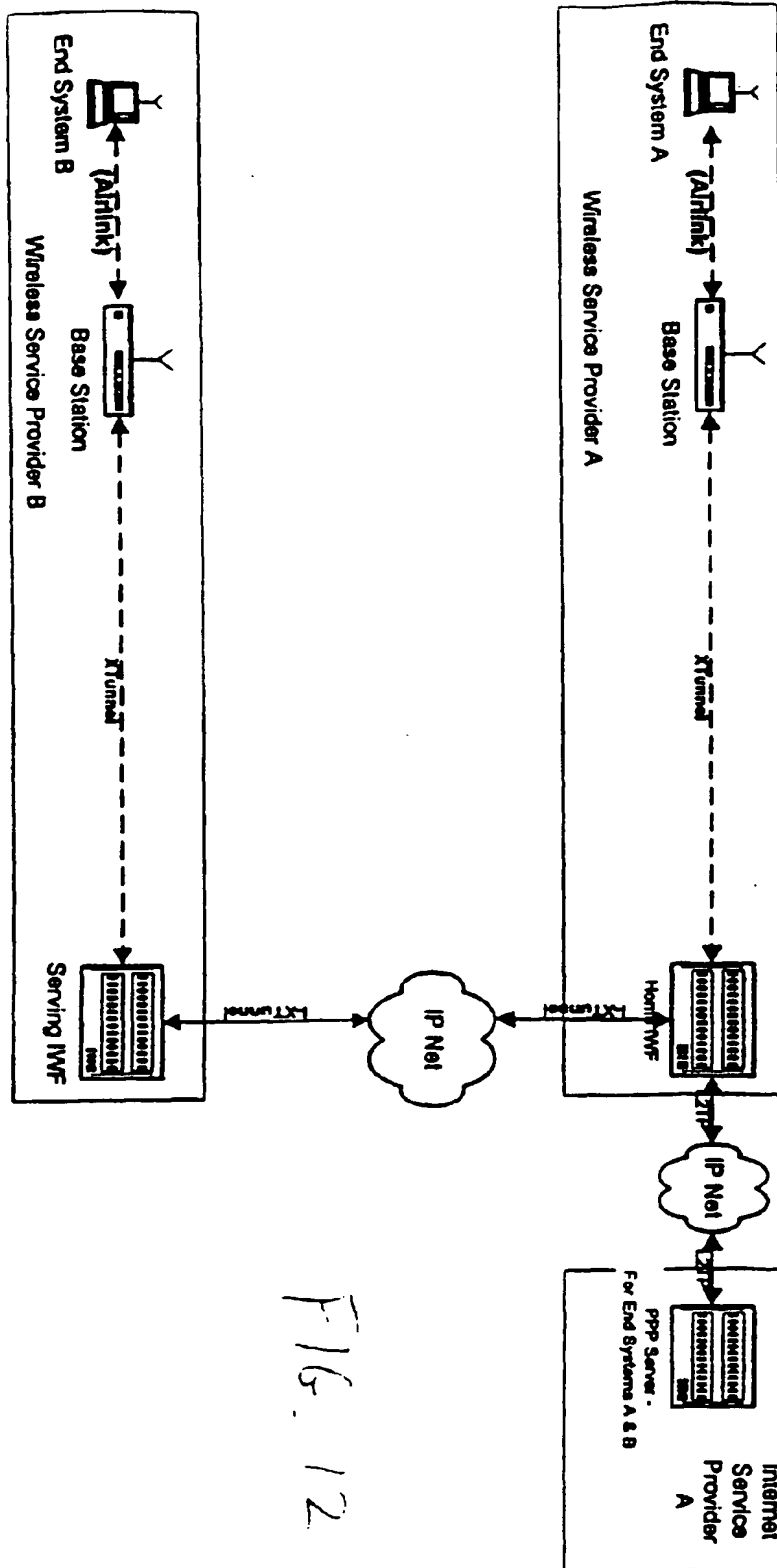 End System A
(Airlink)
Base Station
XTunnel
Wireless Service Provider A
Home IWF
L2TP
IP Net
L2TP
PPP Server -
For End Systems A & B
Internet
Service
Provider
A
I-XTunnel
IP Net
I-XTunnel
End System B
(Airlink)
Base Station
XTunnel
Serving IWF
Wireless Service Provider B
FIG. 12